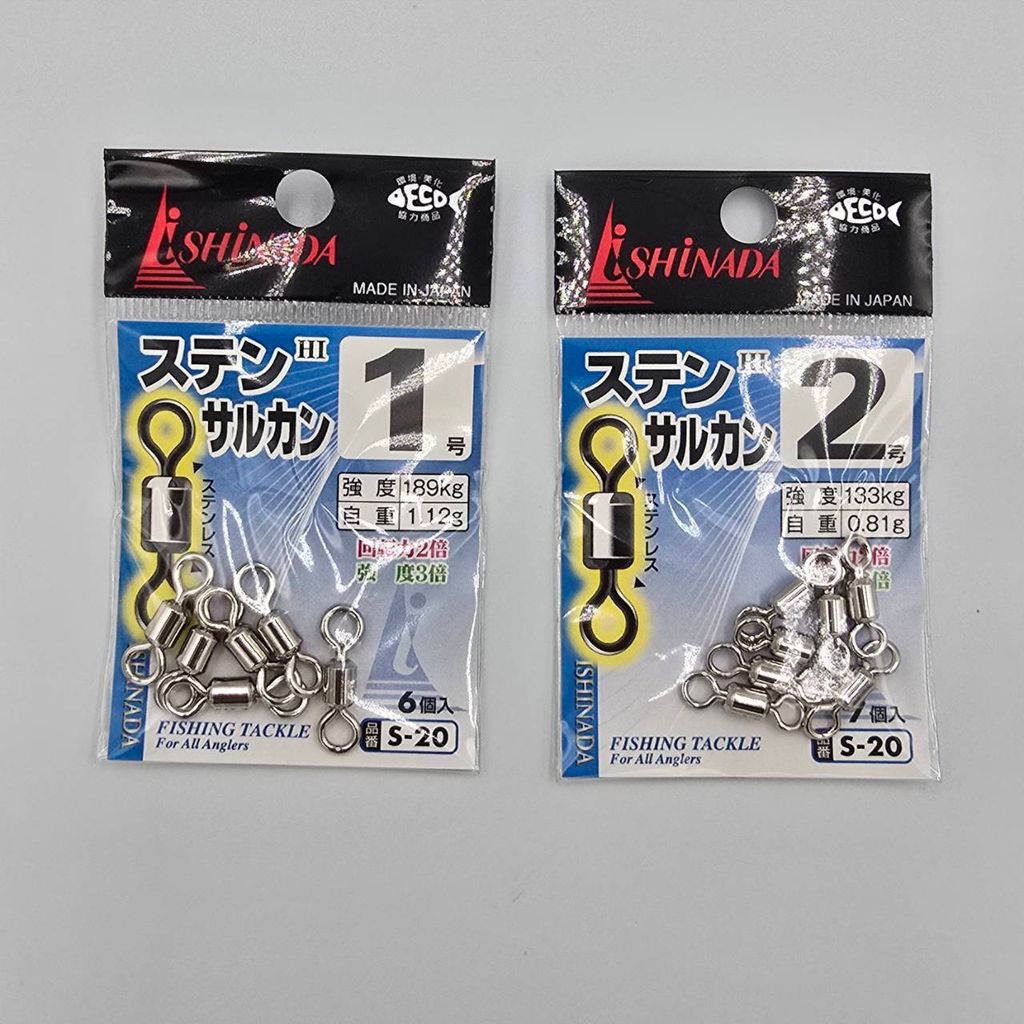 iSHiNADA
環境・美化
ECO
協力商品
MADE IN JAPAN
ステン HI
サルカン
1号
ステンレス
強度 189kg
自重 1.12g
回転力2倍
強度3倍
6個入
ISHINADA
FISHING TACKLE
For All Anglers
品番 S-20
iSHiNADA
環境・美化
ECO
協力商品
MADE IN JAPAN
ステン HI
サルカン
2号
ステンレス
強度 133kg
自重 0.81g
倍
倍
7個入
ISHINADA
FISHING TACKLE
For All Anglers
品番 S-20